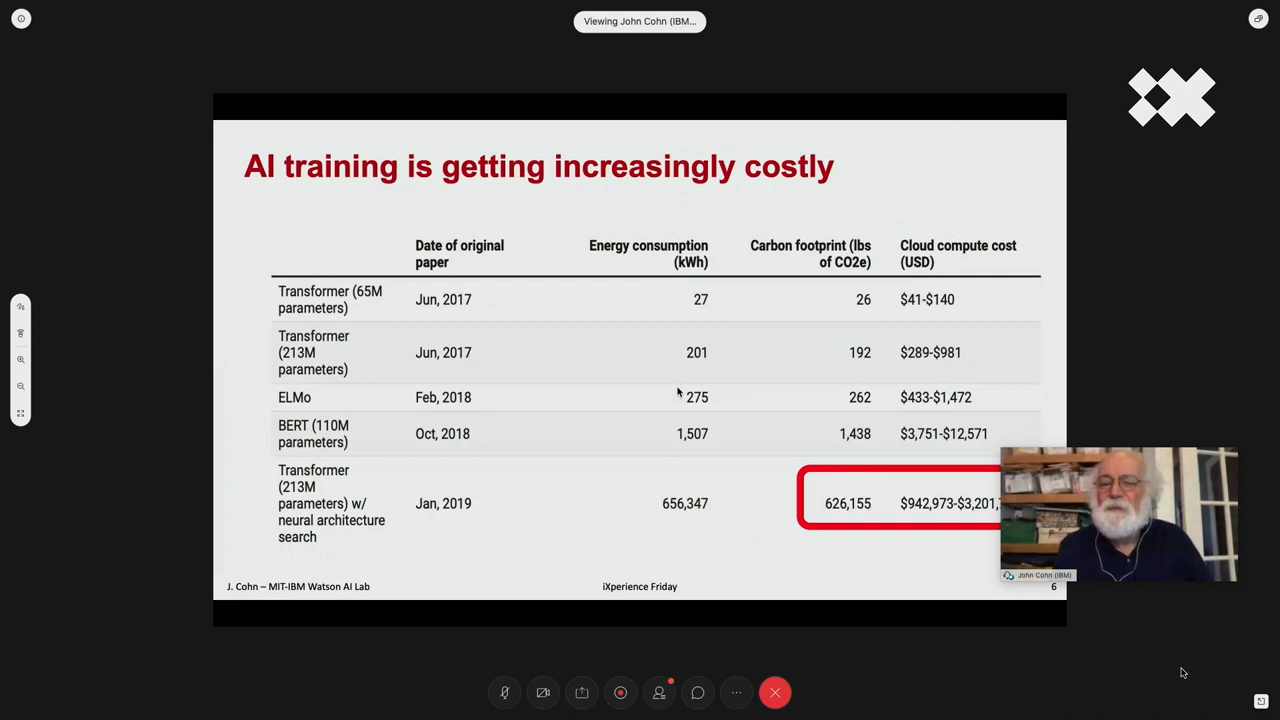 Viewing John Cohn (IBM...
AI training is getting increasingly costly
Date of original
paper
Energy consumption
(kWh)
Carbon footprint (lbs
of CO2e)
Cloud compute cost
(USD)
Transformer (65M
parameters)
Jun, 2017
27
26
$41-$140
Transformer
(213M
parameters)
Jun, 2017
201
192
$289-$981
ELMo
Feb, 2018
275
262
$433-$1,472
BERT (110M
parameters)
Oct, 2018
1,507
1,438
$3,751-$12,571
Transformer
(213M
parameters) w/
neural architecture
search
Jan, 2019
656,347
626,155
$942,973-$3,201,
John Cohn (IBM)
J. Cohn – MIT-IBM Watson AI Lab
iXperience Friday
6